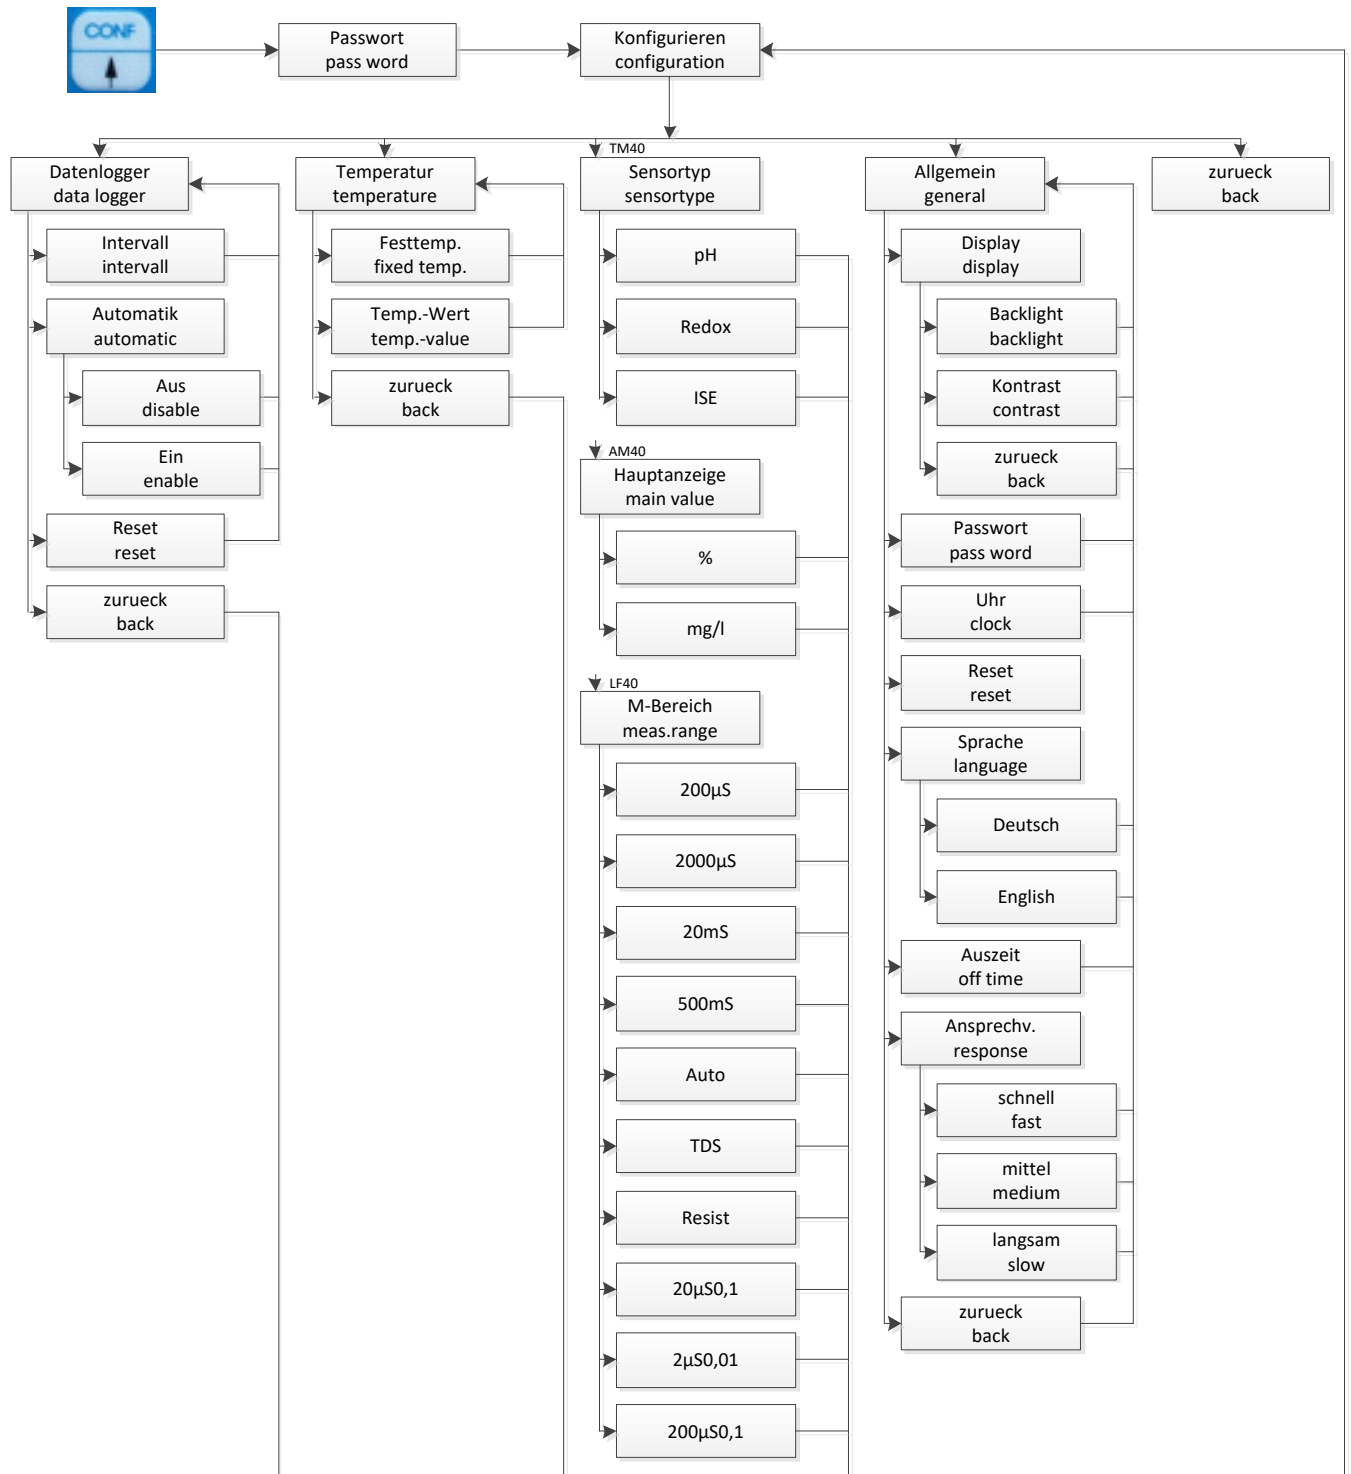 CONF
Passwort
pass word
Konfigurieren
configuration
Datenlogger
data logger
Intervall
intervall
Automatik
automatic
Aus
disable
Ein
enable
Reset
reset
zurueck
back
Temperatur
temperature
Festtemp.
fixed temp.
Temp.-Wert
temp.-value
zurueck
back
TM40
Sensortyp
sensortype
pH
Redox
ISE
AM40
Hauptanzeige
main value
%
mg/l
LF40
M-Bereich
meas.range
200µS
2000µS
20mS
500mS
Auto
TDS
Resist
20µS0,1
2µS0,01
200µS0,1
Allgemein
general
Display
display
Backlight
backlight
Kontrast
contrast
zurueck
back
Passwort
pass word
Uhr
clock
Reset
reset
Sprache
language
Deutsch
English
Auszeit
off time
Ansprechv.
response
schnell
fast
mittel
medium
langsam
slow
zurueck
back
zurueck
back